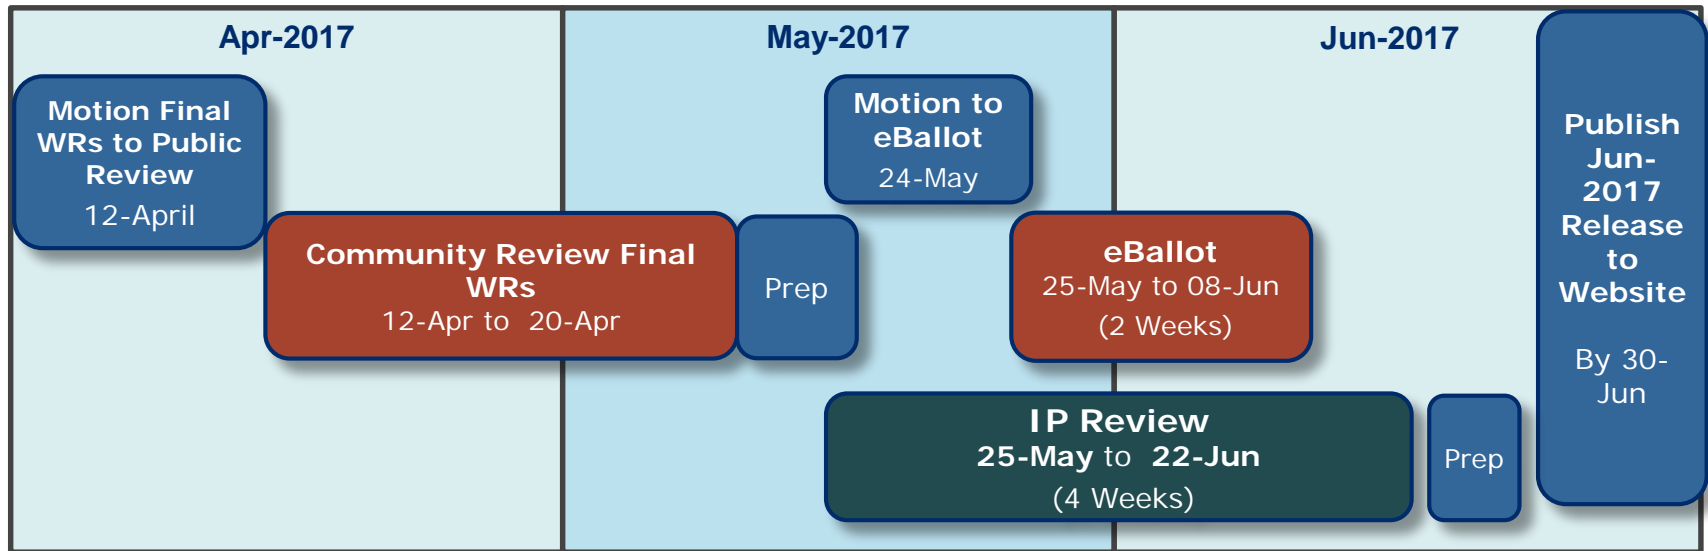 Apr-2017
May-2017
Jun-2017
Motion Final
WRs to Public
Review
12-April
Motion to
eBallot
24-May
Publish
Jun-
2017
Release
to
Website
By 30-
Jun
Community Review Final
WRs
12-Apr to 20-Apr
Prep
eBallot
25-May to 08-Jun
(2 Weeks)
IP Review
25-May to 22-Jun
(4 Weeks)
Prep